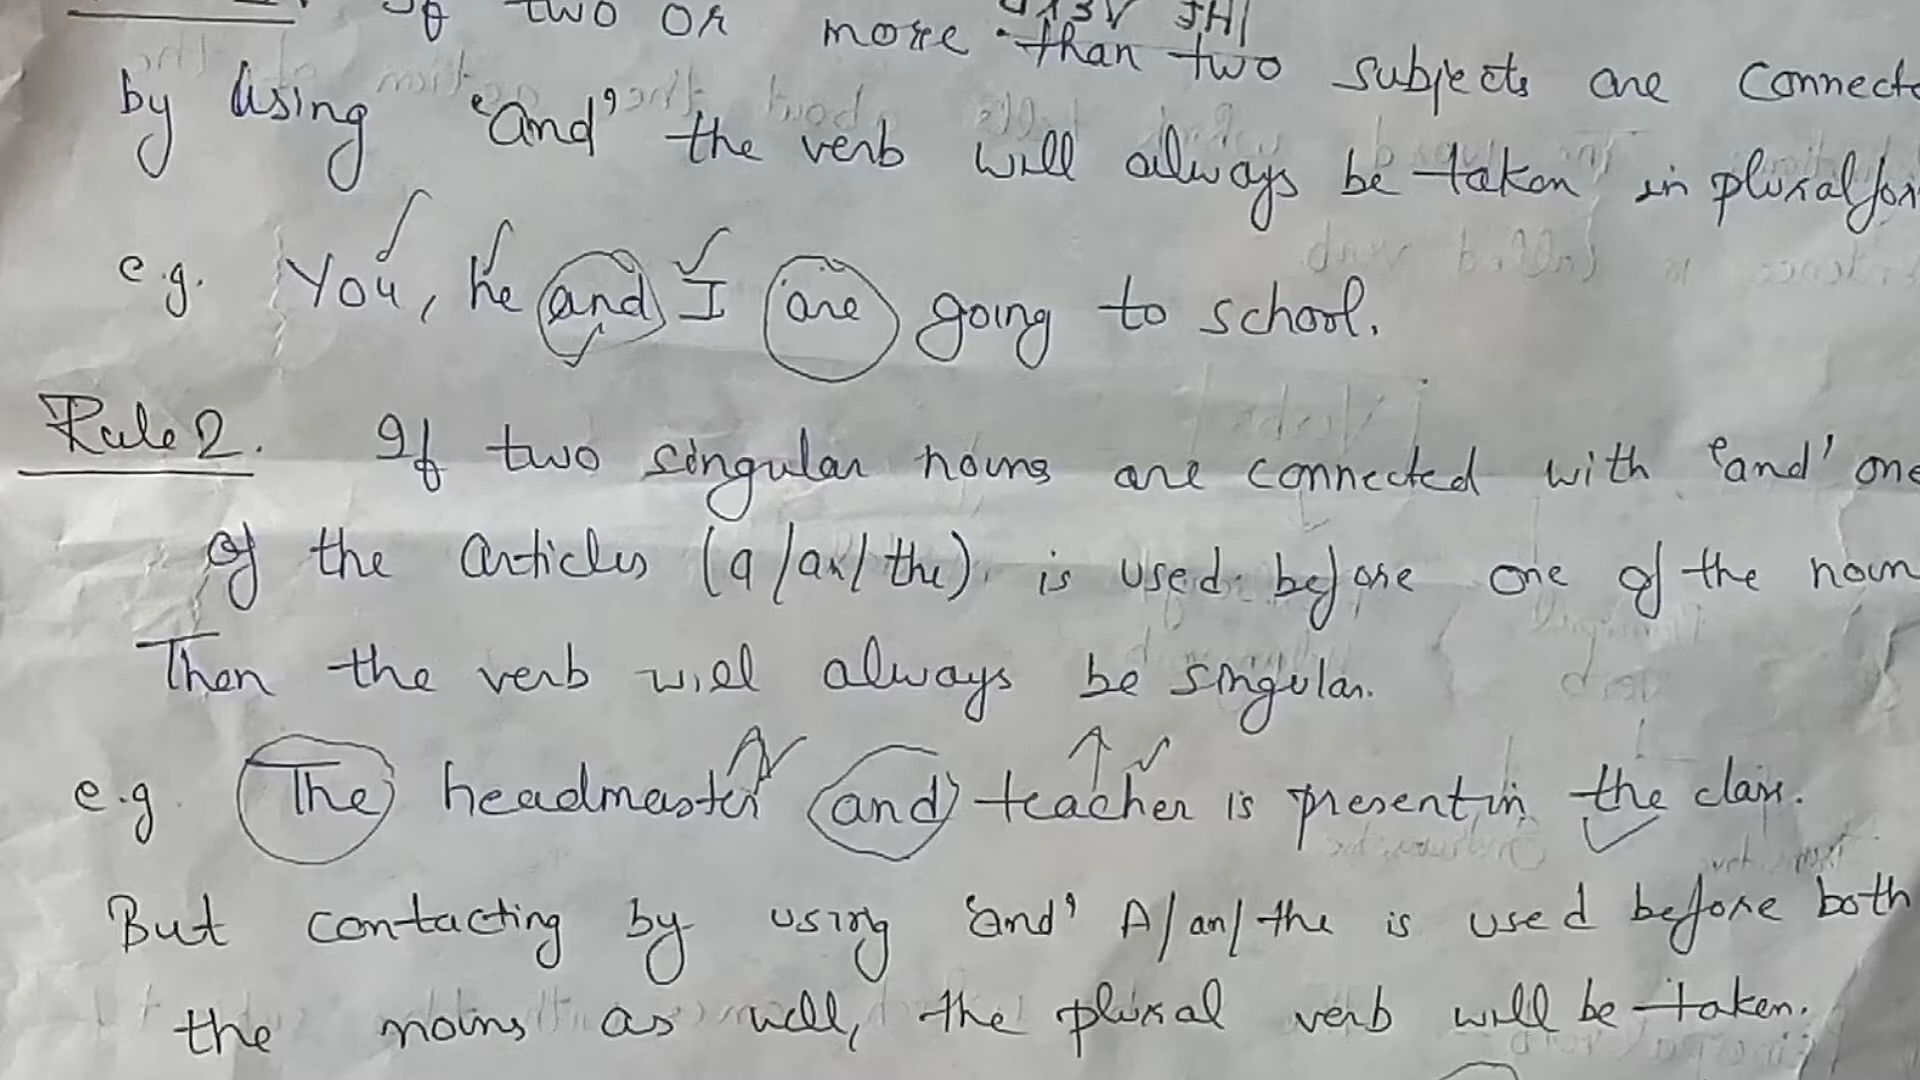 If two or more than two subjects are connecte
by using 'and' the verb will always be taken in plural for
e.g. You, he and I are going to school.
Rule 2. If two singular nouns are connected with 'and' one
of the articles (a/an/the). is used before one of the noun
Then the verb will always be singular.
e.g. The headmaster and teacher is present in the class.
But contacting by using 'and' A/an/the is used before both
the nouns as well, the plural verb will be taken.